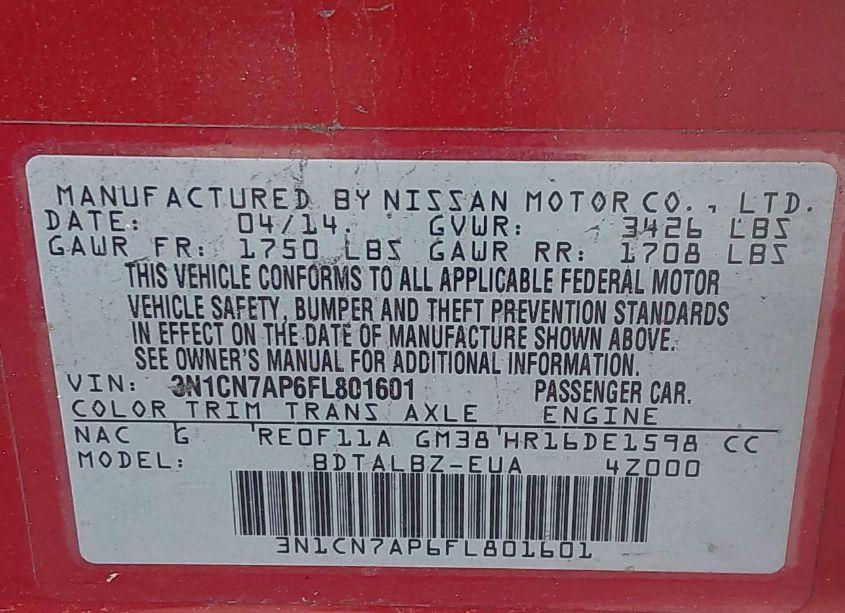 MANUFACTURED BY NISSAN MOTOR CO., LTD.
DATE: 04/14. GVWR: 3426 LBS
GAWR FR: 1750 LBS GAWR RR: 1708 LBS
THIS VEHICLE CONFORMS TO ALL APPLICABLE FEDERAL MOTOR
VEHICLE SAFETY, BUMPER AND THEFT PREVENTION STANDARDS
IN EFFECT ON THE DATE OF MANUFACTURE SHOWN ABOVE.
SEE OWNER'S MANUAL FOR ADDITIONAL INFORMATION.
VIN: 3N1CN7AP6FL801601 PASSENGER CAR.
COLOR TRIM TRANS AXLE ENGINE
NAC G RE0F11A GM38 HR16DE1598 CC
MODEL: BDTALBZ-EUA 4Z000
3N1CN7AP6FL801601